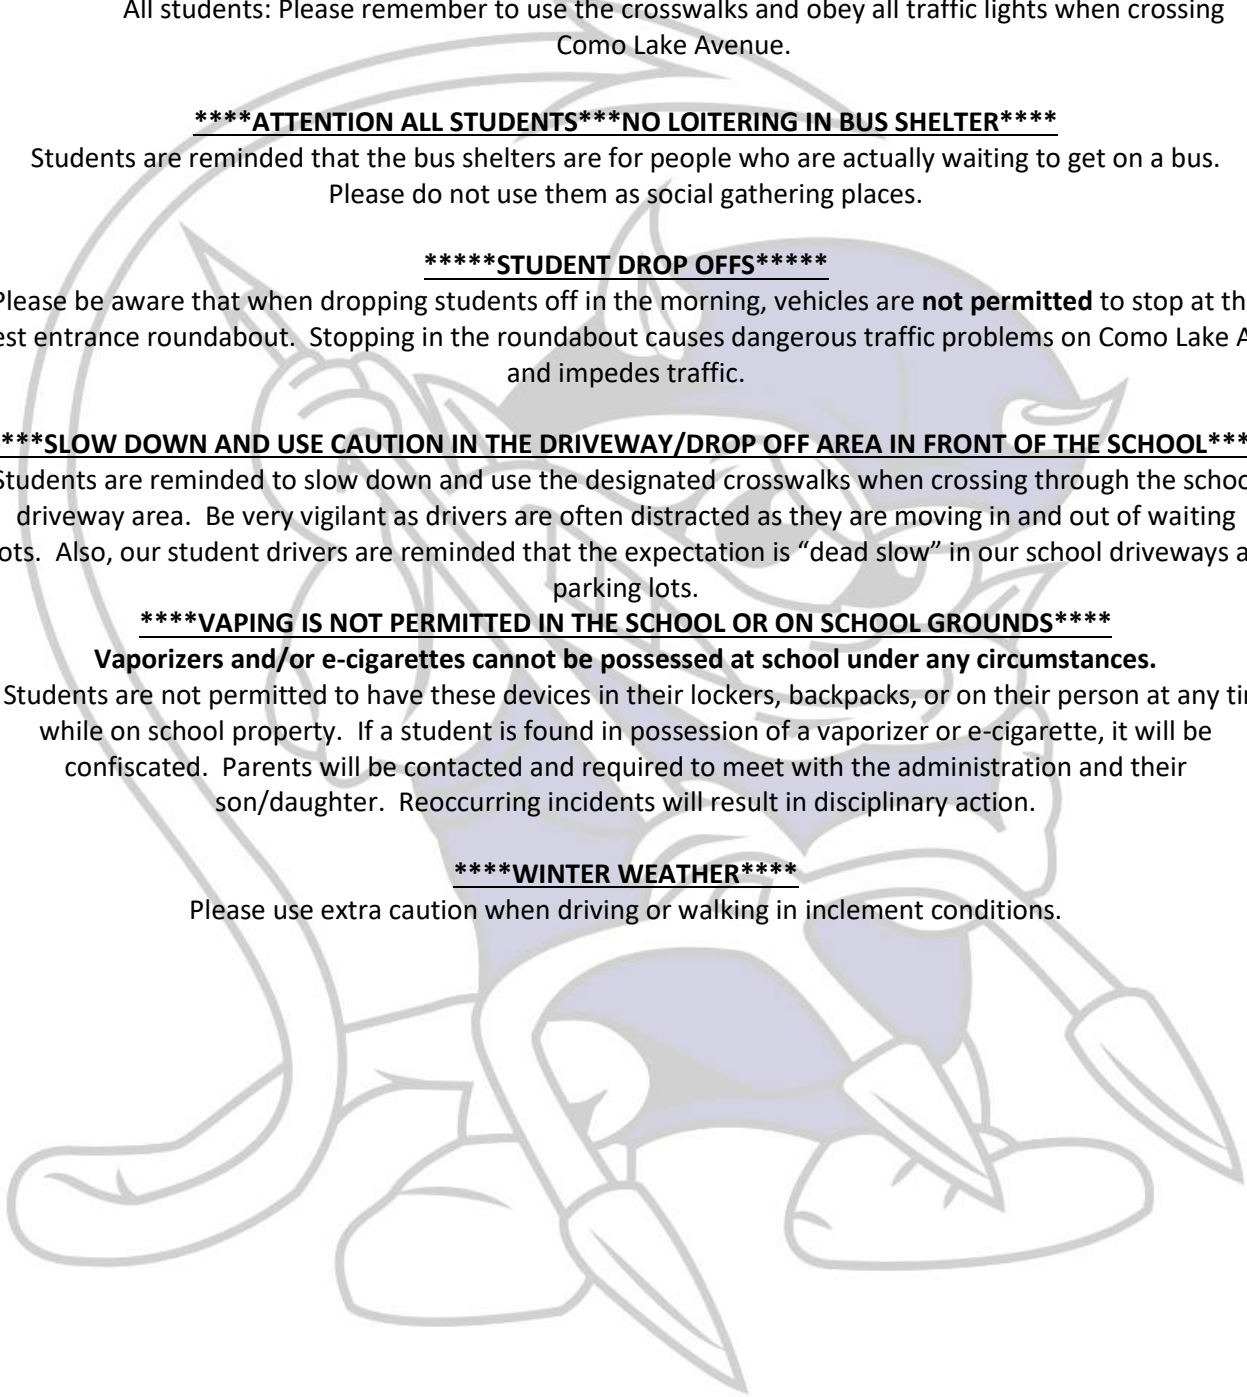 All students: Please remember to use the crosswalks and obey all traffic lights when crossing
Como Lake Avenue.
****ATTENTION ALL STUDENTS***NO LOITERING IN BUS SHELTER****
Students are reminded that the bus shelters are for people who are actually waiting to get on a bus.
Please do not use them as social gathering places.
*****STUDENT DROP OFFS*****
Please be aware that when dropping students off in the morning, vehicles are not permitted to stop at th
est entrance roundabout.  Stopping in the roundabout causes dangerous traffic problems on Como Lake A
and impedes traffic.
***SLOW DOWN AND USE CAUTION IN THE DRIVEWAY/DROP OFF AREA IN FRONT OF THE SCHOOL***
Students are reminded to slow down and use the designated crosswalks when crossing through the schoo
driveway area.  Be very vigilant as drivers are often distracted as they are moving in and out of waiting
ots.  Also, our student drivers are reminded that the expectation is “dead slow” in our school driveways a
parking lots.
****VAPING IS NOT PERMITTED IN THE SCHOOL OR ON SCHOOL GROUNDS****
Vaporizers and/or e-cigarettes cannot be possessed at school under any circumstances.
Students are not permitted to have these devices in their lockers, backpacks, or on their person at any ti
while on school property.  If a student is found in possession of a vaporizer or e-cigarette, it will be
confiscated.  Parents will be contacted and required to meet with the administration and their
son/daughter.  Reoccurring incidents will result in disciplinary action.
****WINTER WEATHER****
Please use extra caution when driving or walking in inclement conditions.